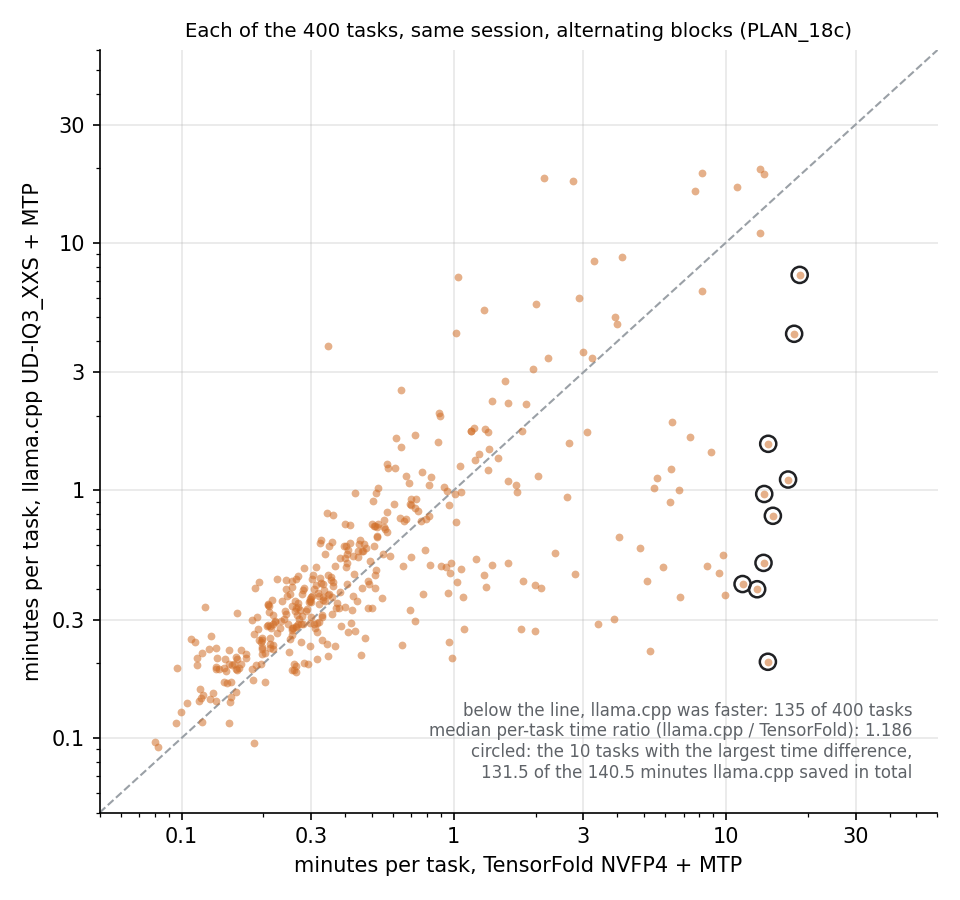 Each of the 400 tasks, same session, alternating blocks (PLAN_18c)
minutes per task, llama.cpp UD-IQ3_XXS + MTP
30
10
3
1
0.3
0.1
below the line, llama.cpp was faster: 135 of 400 tasks
median per-task time ratio (llama.cpp / TensorFold): 1.186
circled: the 10 tasks with the largest time difference,
131.5 of the 140.5 minutes llama.cpp saved in total
0.1
0.3
1
3
10
30
minutes per task, TensorFold NVFP4 + MTP